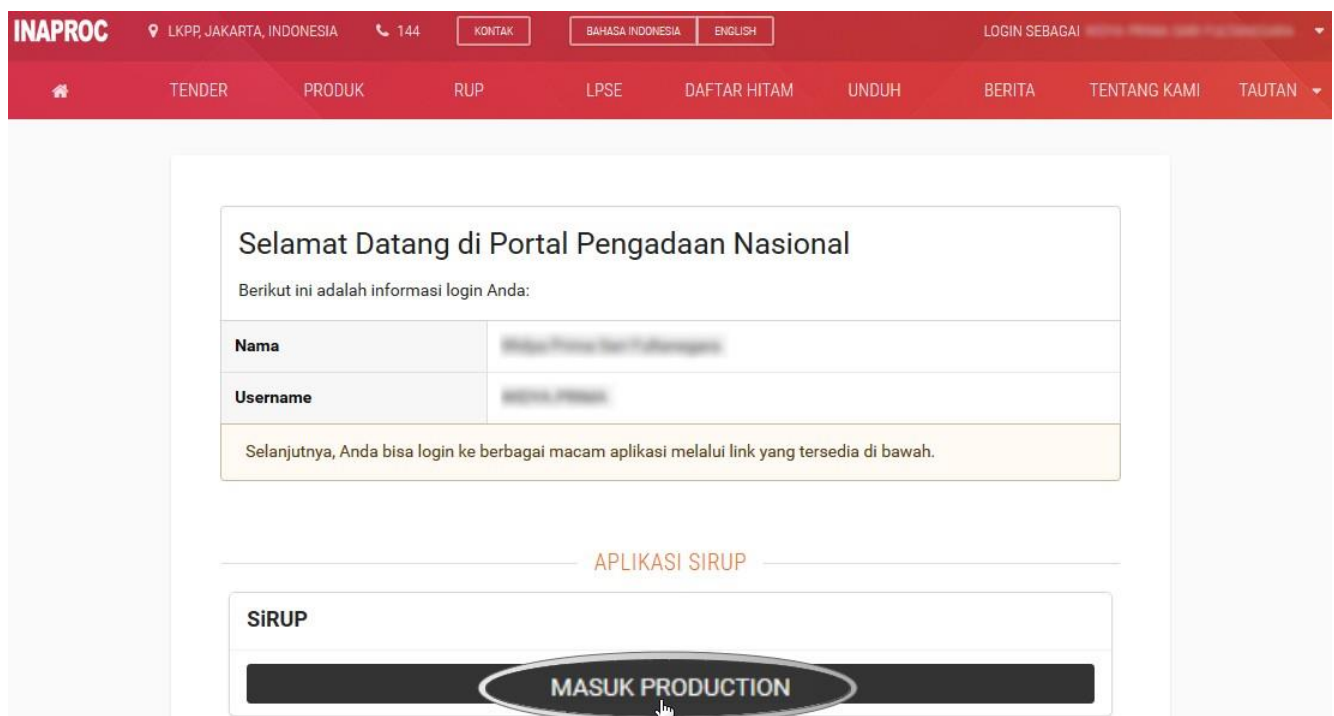 INAPROC LKPP, JAKARTA, INDONESIA 144 KONTAK BAHASA INDONESIA ENGLISH LOGIN SEBAGAI
TENDER PRODUK RUP LPSE DAFTAR HITAM UNDUH BERITA TENTANG KAMI TAUTAN
Selamat Datang di Portal Pengadaan Nasional
Berikut ini adalah informasi login Anda:
Nama
Username
Selanjutnya, Anda bisa login ke berbagai macam aplikasi melalui link yang tersedia di bawah.
APLIKASI SIRUP
SiRUP
MASUK PRODUCTION